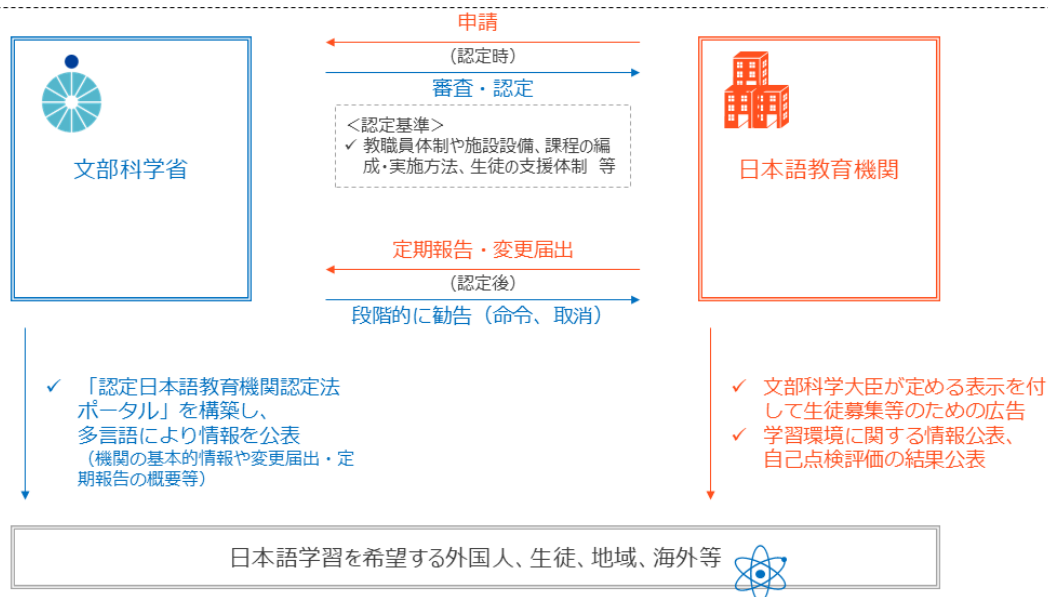 申請
(認定時)
審査・認定
＜認定基準＞
✓ 教職員体制や施設設備、課程の編
成・実施方法、生徒の支援体制 等
文部科学省
日本語教育機関
定期報告・変更届出
(認定後)
段階的に勧告（命令、取消）
✓ 「認定日本語教育機関認定法
ポータル」を構築し、
多言語により情報を公表
（機関の基本的情報や変更届出・定
期報告の概要等）
✓ 文部科学大臣が定める表示を付
して生徒募集等のための広告
✓ 学習環境に関する情報公表、
自己点検評価の結果公表
日本語学習を希望する外国人、生徒、地域、海外等